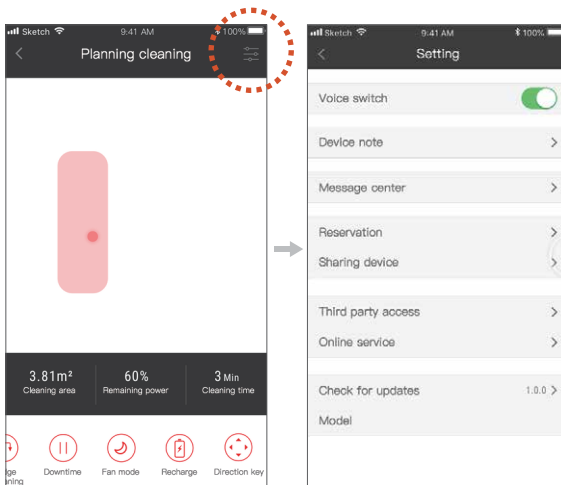 Sketch 9:41 AM 100%
Planning cleaning
3.81m² 60% 3 Min
Cleaning area Remaining power Cleaning time
Downtime Fan mode Recharge Direction key
Sketch 9:41 AM 100%
Setting
Voice switch
Device note
Message center
Reservation
Sharing device
Third party access
Online service
Check for updates 1.0.0
Model